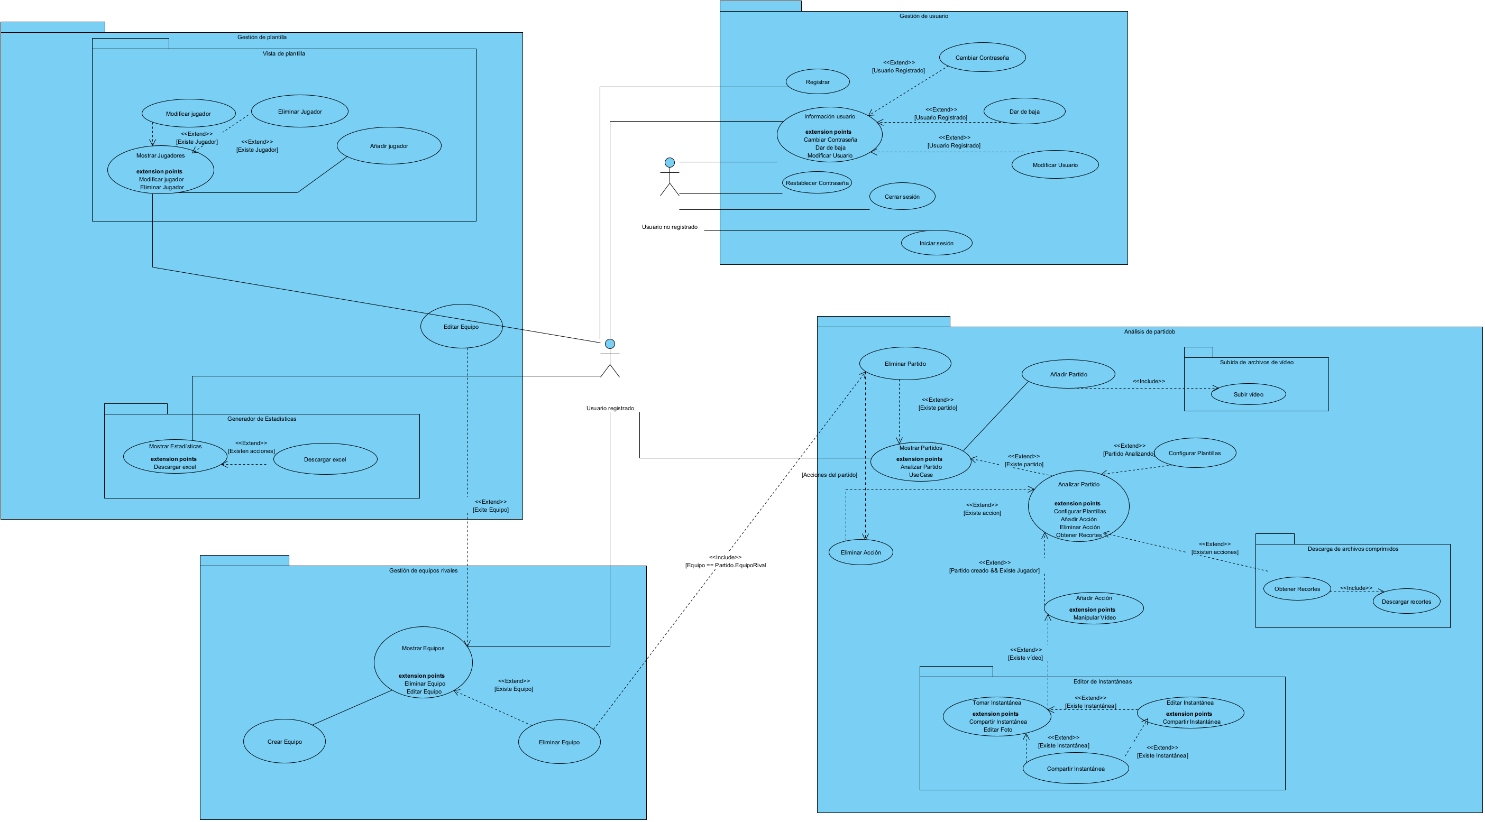 Gestión de plantilla
Vista de plantilla
Modificar jugador
Eliminar Jugador
<<Extend>>
[Existe Jugador]
<<Extend>>
[Existe Jugador]
Añadir jugador
Mostrar Jugadores
extension points
Modificar jugador
Eliminar Jugador
Editar Equipo
Generador de Estadísticas
Mostrar Estadísticas
extension points
Descargar excel
<<Extend>>
[Existen acciones]
Descargar excel
<<Extend>>
[Exite Equipo]
Gestión de usuario
Registrar
<<Extend>>
[Usuario Registrado]
Cambiar Contraseña
Información usuario
extension points
Cambiar Contraseña
Dar de baja
Modificar Usuario
<<Extend>>
[Usuario Registrado]
Dar de baja
<<Extend>>
[Usuario Registrado]
Modificar Usuario
Restablecer Contraseña
Cerrar sesión
Iniciar sesión
Usuario no registrado
Usuario registrado
Gestión de equipos rivales
Mostrar Equipos
extension points
Eliminar Equipo
Editar Equipo
<<Extend>>
[Existe Equipo]
Crear Equipo
Eliminar Equipo
<<Include>>
[Equipo == Partido.EquipoRival
Análisis de partidob
Eliminar Partido
Añadir Partido
<<Include>>
Subida de archivos de vídeo
Subir vídeo
<<Extend>>
[Existe partido]
Mostrar Partidos
extension points
Analizar Partido
UseCase
[Acciones del partido]
<<Extend>>
[Existe partido]
<<Extend>>
[Partido Analizando]
Configurar Plantillas
Analizar Partido
extension points
Configurar Plantillas
Añadir Acción
Eliminar Acción
Obtener Recortes
<<Extend>>
[Existe accion]
Eliminar Acción
<<Extend>>
[Existen acciones]
Descarga de archivos comprimidos
Obtener Recortes
<<Include>>
Descargar recortes
<<Extend>>
[Partido creado && Existe Jugador]
Añadir Acción
extension points
Manipular Vídeo
<<Extend>>
[Existe vídeo]
Editor de Instantáneas
Tomar Instantánea
extension points
Compartir Instantánea
Editar Foto
<<Extend>>
[Existe Instantánea]
Editar Instantánea
extension points
Compartir Instantánea
<<Extend>>
[Existe Instantánea]
<<Extend>>
[Existe Instantánea]
Compartir Instantánea